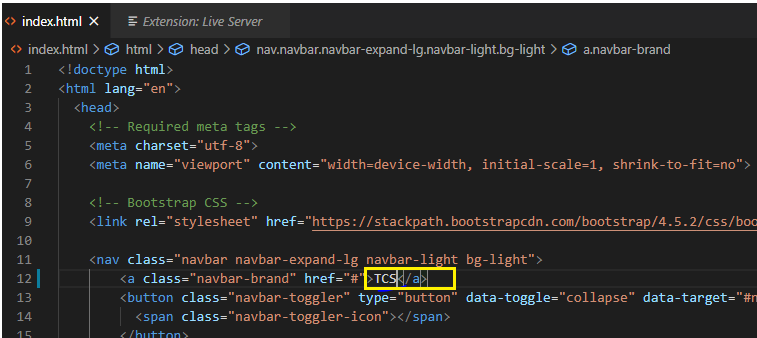 index.html Extension: Live Server
index.html > html > head > nav.navbar.navbar-expand-lg.navbar-light.bg-light > a.navbar-brand
1 <!doctype html>
2 <html lang="en">
3 <head>
4 <!-- Required meta tags -->
5 <meta charset="utf-8">
6 <meta name="viewport" content="width=device-width, initial-scale=1, shrink-to-fit=no">
7
8 <!-- Bootstrap CSS -->
9 <link rel="stylesheet" href="https://stackpath.bootstrapcdn.com/bootstrap/4.5.2/css/boo
10
11 <nav class="navbar navbar-expand-lg navbar-light bg-light">
12 <a class="navbar-brand" href="#">TCS</a>
13 <button class="navbar-toggler" type="button" data-toggle="collapse" data-target="#n
14 <span class="navbar-toggler-icon"></span>
15 </button>